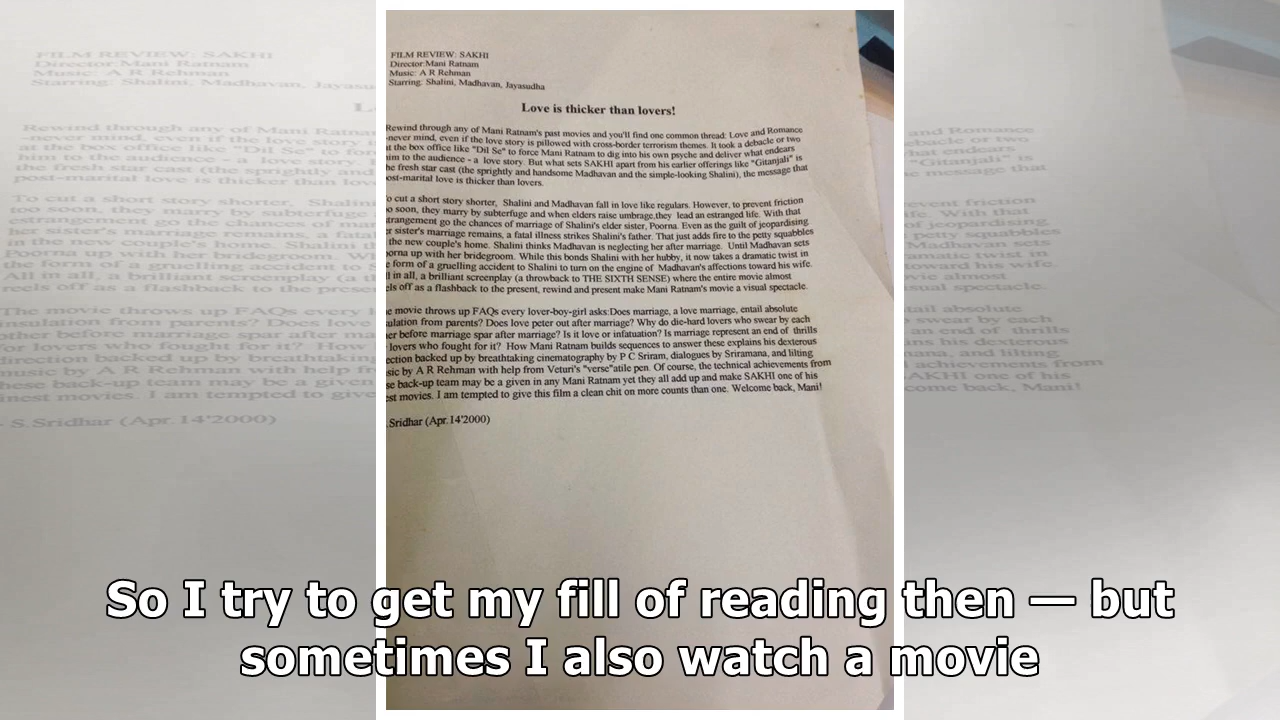 FILM REVIEW: SAKHI
Director:Mani Ratnam
Music: A R Rehman
Starring: Shalini, Madhavan, Jayasudha
Love is thicker than lovers!
Rewind through any of Mani Ratnam's past movies and you'll find one common thread: Love and Romance
-never mind, even if the love story is pillowed with cross-border terrorism themes. It took a debacle or two
at the box office like "Dil Se" to force Mani Ratnam to dig into his own psyche and deliver what endears
him to the audience - a love story. But what sets SAKHI apart from his earlier offerings like "Gitanjali" is
the fresh star cast (the sprightly and handsome Madhavan and the simple-looking Shalini), the message that
post-marital love is thicker than lovers.
To cut a short story shorter, Shalini and Madhavan fall in love like regulars. However, to prevent friction
too soon, they marry by subterfuge and when elders raise umbrage,they lead an estranged life. With that
estrangement go the chances of marriage of Shalini's elder sister, Poorna. Even as the guilt of jeopardising
her sister's marriage remains, a fatal illness strikes Shalini's father. That just adds fire to the petty squabbles
in the new couple's home. Shalini thinks Madhavan is neglecting her after marriage. Until Madhavan sets
Poorna up with her bridegroom. While this bonds Shalini with her hubby, it now takes a dramatic twist in
the form of a gruelling accident to Shalini to turn on the engine of Madhavan's affections toward his wife.
All in all, a brilliant screenplay (a throwback to THE SIXTH SENSE) where the entire movie almost
reels off as a flashback to the present, rewind and present make Mani Ratnam's movie a visual spectacle.
The movie throws up FAQs every lover-boy-girl asks:Does marriage, a love marriage, entail absolute
insulation from parents? Does love peter out after marriage? Why do die-hard lovers who swear by each
other before marriage spar after marriage? Is it love or infatuation? Is marriage represent an end of thrills
for lovers who fought for it? How Mani Ratnam builds sequences to answer these explains his dexterous
direction backed up by breathtaking cinematography by P C Sriram, dialogues by Sriramana, and lilting
music by A R Rehman with help from Veturi's "verse"atile pen. Of course, the technical achievements from
these back-up team may be a given in any Mani Ratnam yet they all add up and make SAKHI one of his
finest movies. I am tempted to give this film a clean chit on more counts than one. Welcome back, Mani!
- S.Sridhar (Apr.14'2000)
So I try to get my fill of reading then — but
sometimes I also watch a movie